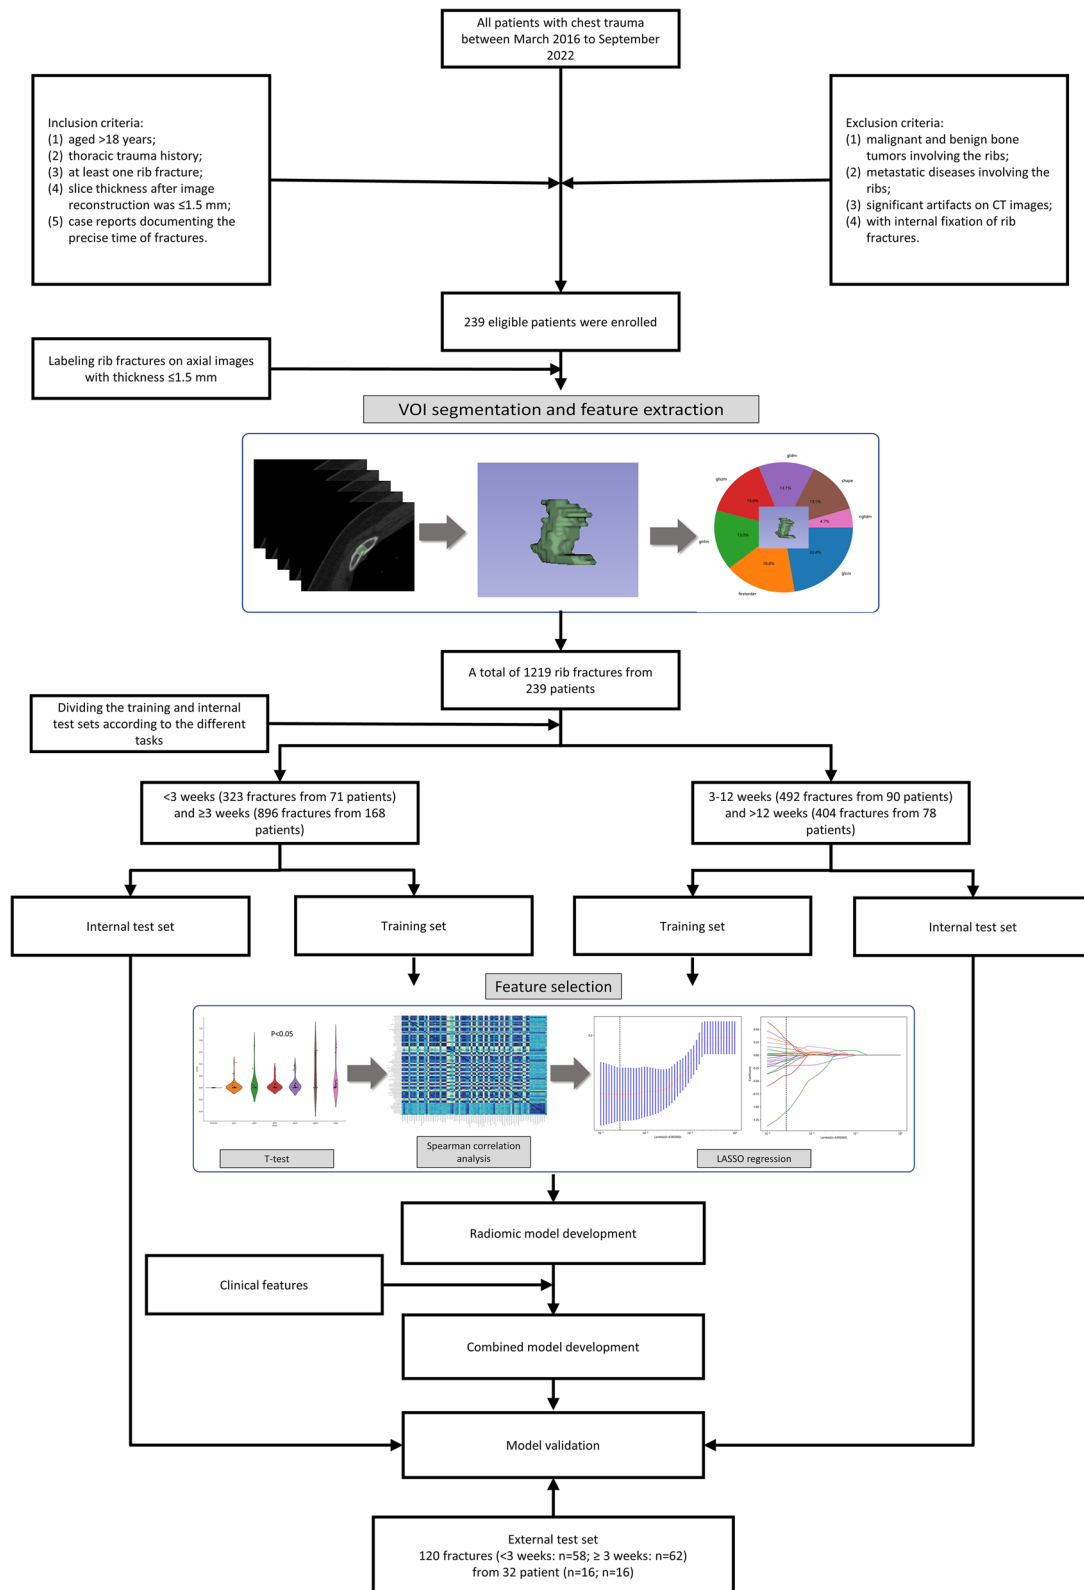 All patients with chest trauma
between March 2016 to September
2022
Inclusion criteria:
(1) aged >18 years;
(2) thoracic trauma history;
(3) at least one rib fracture;
(4) slice thickness after image
reconstruction was ≤1.5 mm;
(5) case reports documenting the
precise time of fractures.
Exclusion criteria:
(1) malignant and benign bone
tumors involving the ribs;
(2) metastatic diseases involving the
ribs;
(3) significant artifacts on CT images;
(4) with internal fixation of rib
fractures.
239 eligible patients were enrolled
Labeling rib fractures on axial images
with thickness ≤1.5 mm
VOI segmentation and feature extraction
gldm
shape
ngtdm
glcm
firstorder
glrlm
glszm
4.7%
A total of 1219 rib fractures from
239 patients
Dividing the training and internal
test sets according to the different
tasks
<3 weeks (323 fractures from 71 patients)
and ≥3 weeks (896 fractures from 168
patients)
3-12 weeks (492 fractures from 90 patients)
and >12 weeks (404 fractures from 78
patients)
Internal test set
Training set
Training set
Internal test set
Feature selection
P<0.05
T-test
Spearman correlation
analysis
LASSO regression
Radiomic model development
Clinical features
Combined model development
Model validation
External test set
120 fractures (<3 weeks: n=58; ≥ 3 weeks: n=62)
from 32 patient (n=16; n=16)